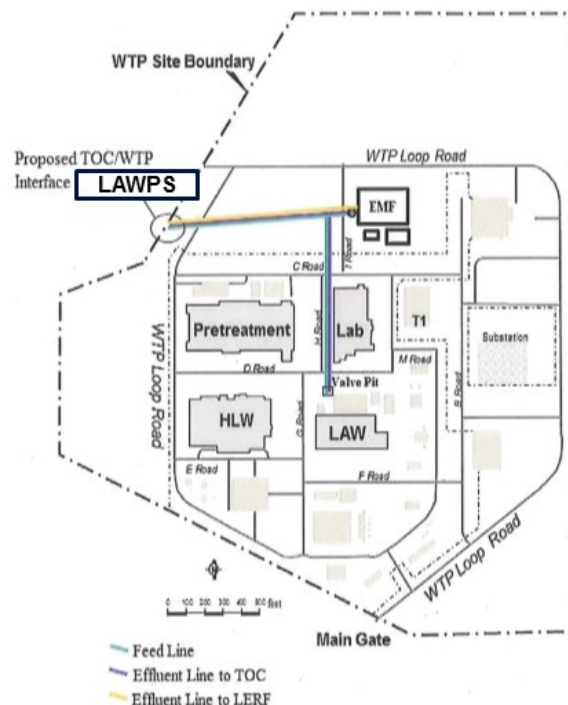 WTP Site Boundary
Proposed TOC/WTP
Interface
LAWPS
WTP Loop Road
EMF
I Road
C Road
Pretreatment
H Road
Lab
T1
Substation
WTP Loop Road
D Road
M Road
B Road
Valve Pit
HLW
G Road
LAW
E Road
F Road
WTP Loop Road
0 100 200 300 400 500
feet
Main Gate
Feed Line
Effluent Line to TOC
Effluent Line to LERF